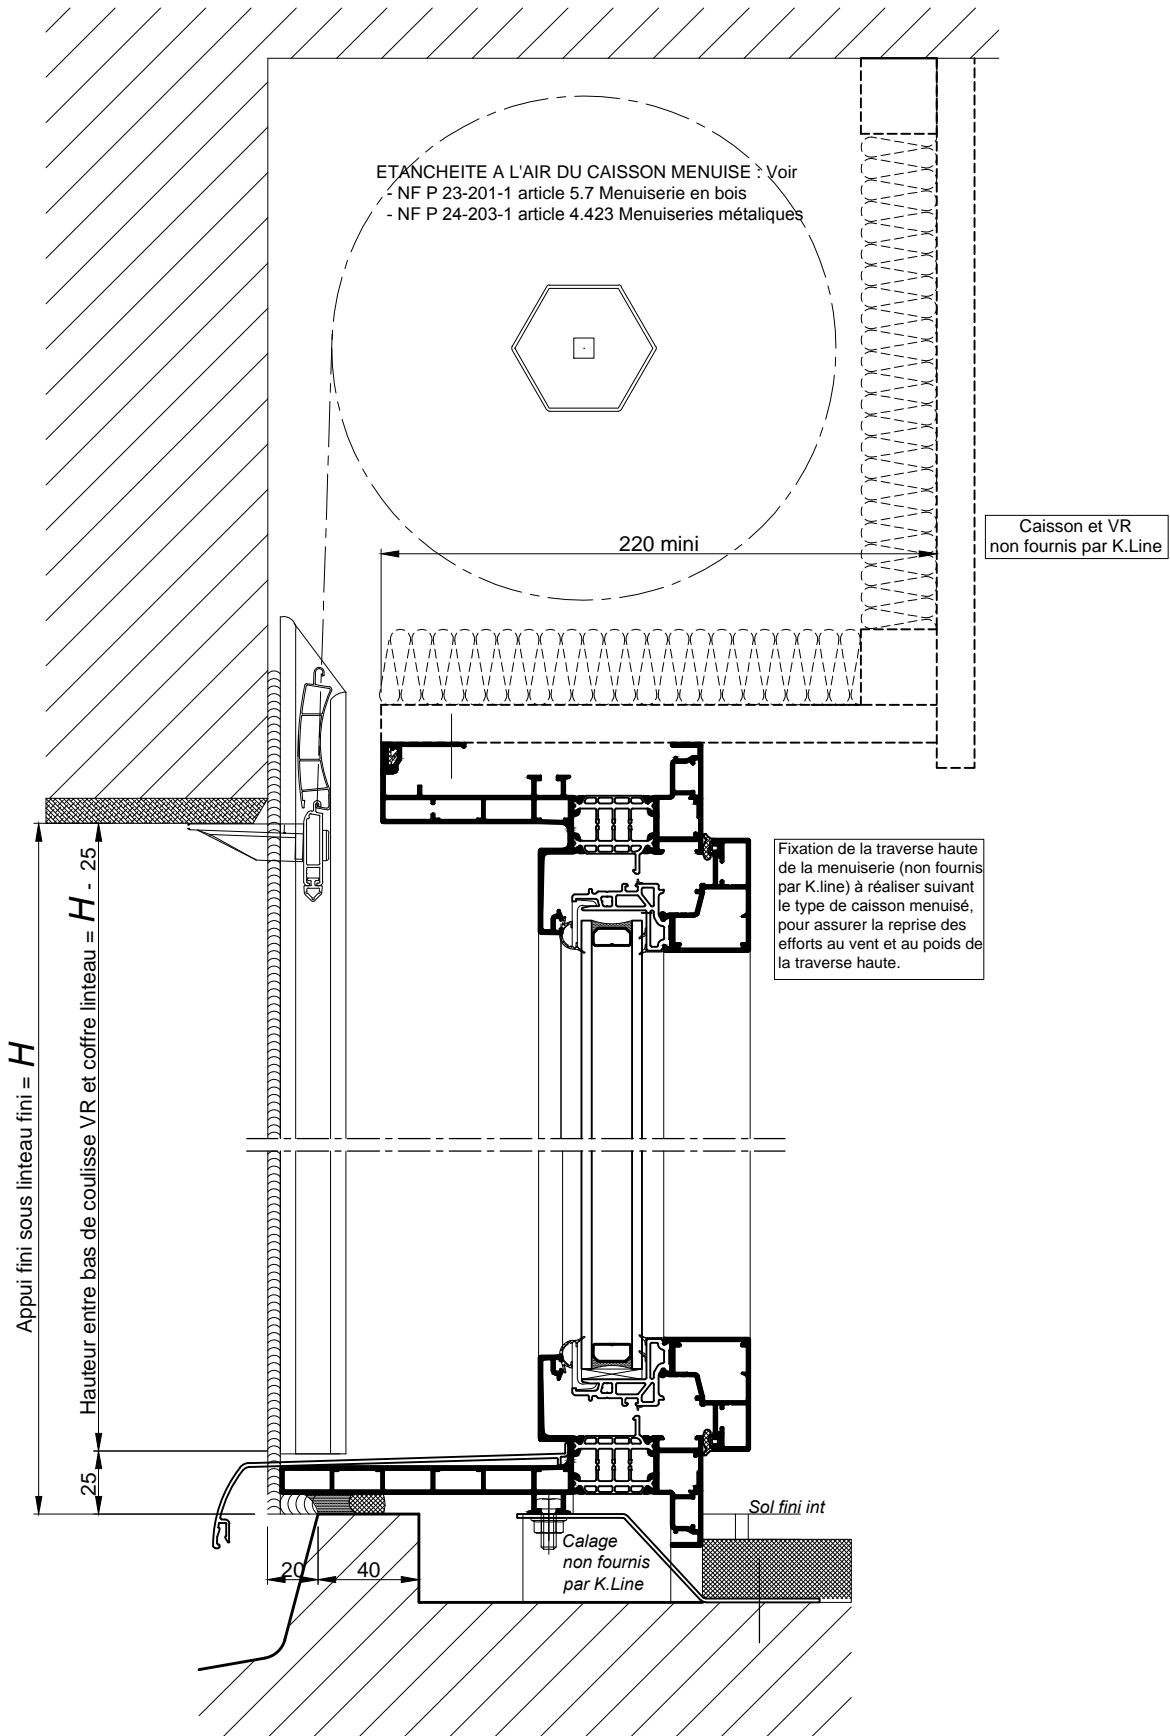 ETANCHEITE A L'AIR DU CAISSON MENUISE : Voir
- NF P 23-201-1 article 5.7 Menuiserie en bois
- NF P 24-203-1 article 4.423 Menuiseries métaliques
220 mini
Caisson et VR
non fournis par K.Line
Fixation de la traverse haute
de la menuiserie (non fournis
par K.line) à réaliser suivant
le type de caisson menuisé,
pour assurer la reprise des
efforts au vent et au poids de
la traverse haute.
Appui fini sous linteau fini = H
Hauteur entre bas de coulisse VR et coffre linteau = H - 25
25
20
40
Calage
non fournis
par K.Line
Sol fini int